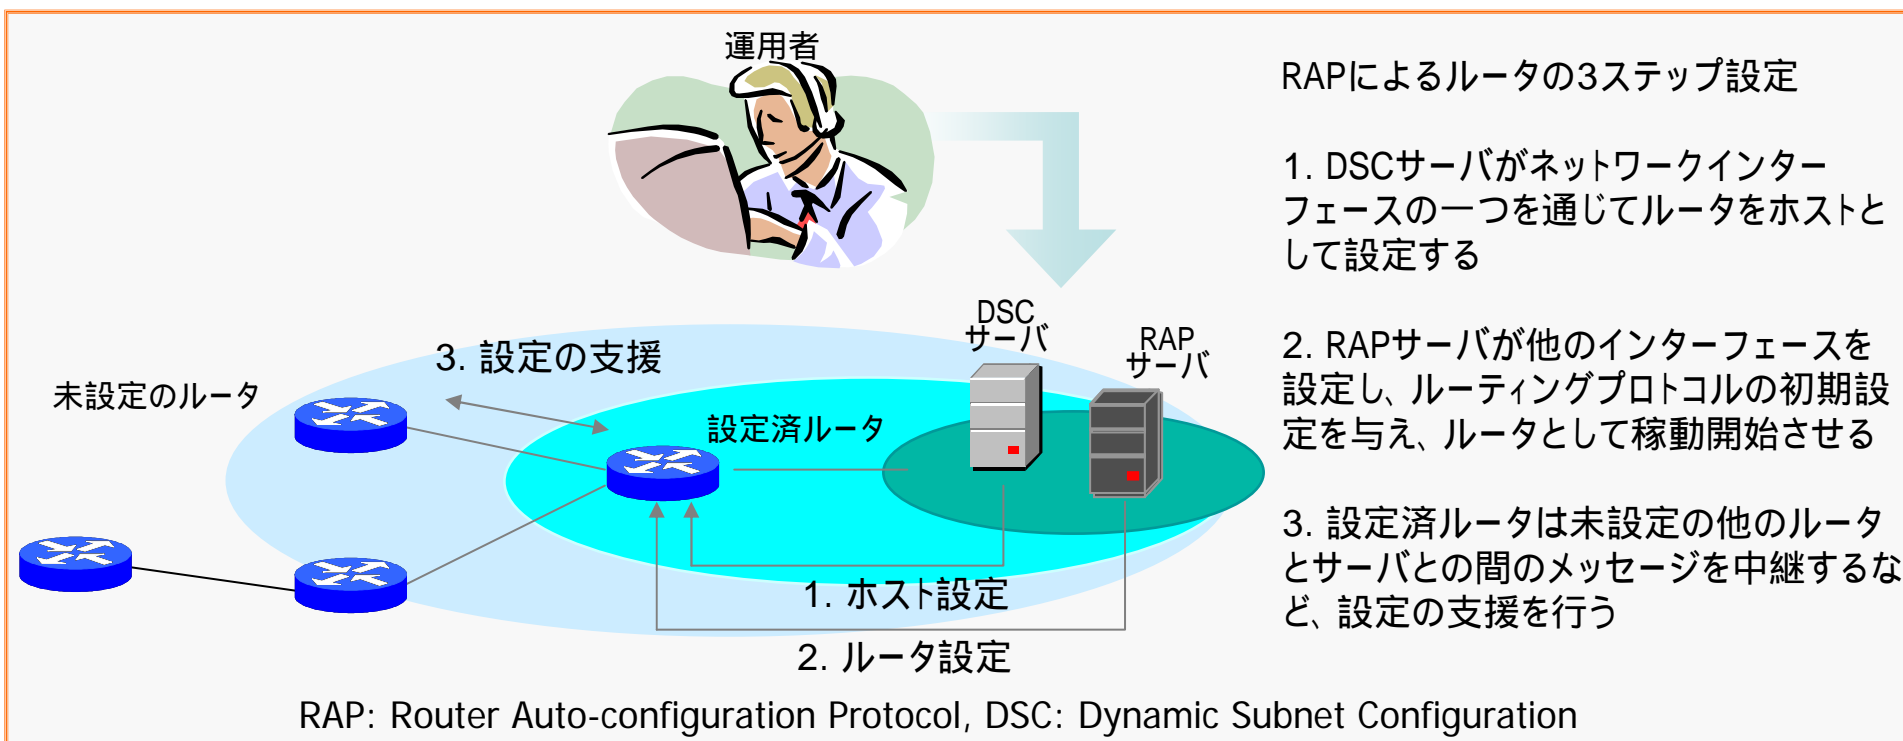 運用者
RAPによるルータの3ステップ設定
1. DSCサーバがネットワークインター
フェースの一つを通じてルータをホストと
して設定する
2. RAPサーバが他のインターフェースを
設定し、ルーティングプロトコルの初期設
定を与え、ルータとして稼動開始させる
3. 設定済ルータは未設定の他のルータ
とサーバとの間のメッセージを中継するな
ど、設定の支援を行う
DSC
サーバ
RAP
サーバ
3. 設定の支援
未設定のルータ
設定済ルータ
1. ホスト設定
2. ルータ設定
RAP: Router Auto-configuration Protocol, DSC: Dynamic Subnet Configuration